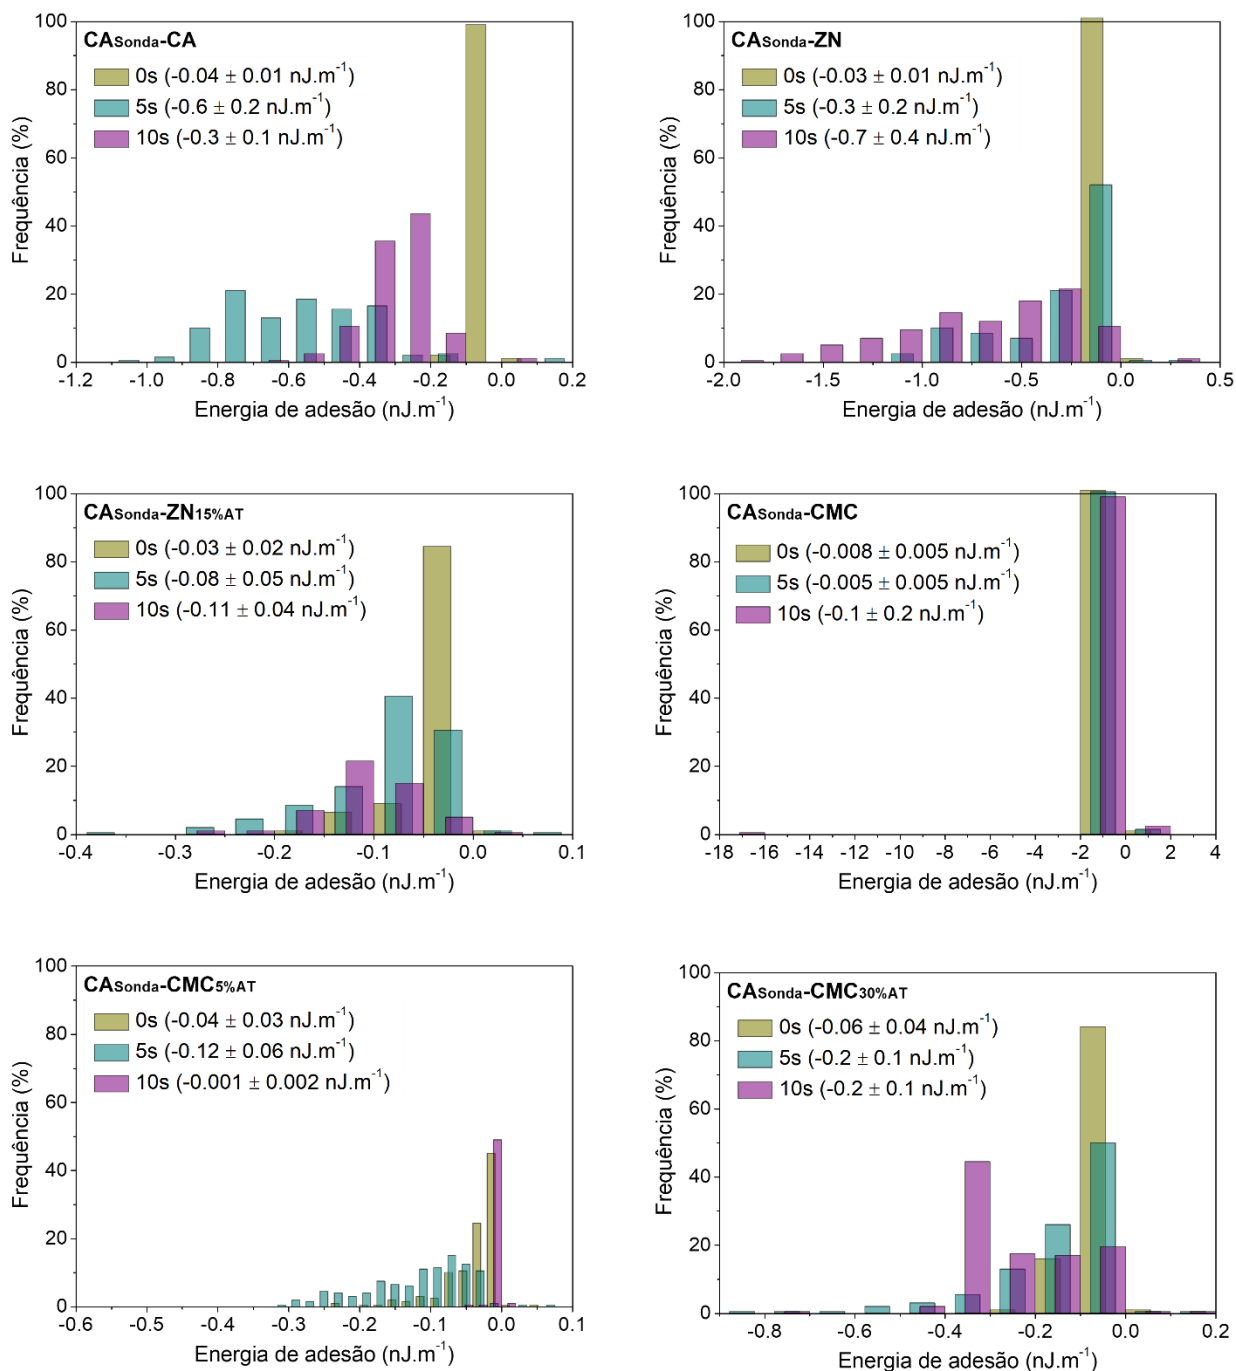 CASonda-CA
0s (-0.04 ± 0.01 nJ.m-1)
5s (-0.6 ± 0.2 nJ.m-1)
10s (-0.3 ± 0.1 nJ.m-1)
Frequência (%)
100
80
60
40
20
0
-1.2 -1.0 -0.8 -0.6 -0.4 -0.2 0.0 0.2
Energia de adesão (nJ.m-1)
CASonda-ZN
0s (-0.03 ± 0.01 nJ.m-1)
5s (-0.3 ± 0.2 nJ.m-1)
10s (-0.7 ± 0.4 nJ.m-1)
Frequência (%)
100
80
60
40
20
0
-2.0 -1.5 -1.0 -0.5 0.0 0.5
Energia de adesão (nJ.m-1)
CASonda-ZN15%AT
0s (-0.03 ± 0.02 nJ.m-1)
5s (-0.08 ± 0.05 nJ.m-1)
10s (-0.11 ± 0.04 nJ.m-1)
Frequência (%)
100
80
60
40
20
0
-0.4 -0.3 -0.2 -0.1 0.0 0.1
Energia de adesão (nJ.m-1)
CASonda-CMC
0s (-0.008 ± 0.005 nJ.m-1)
5s (-0.005 ± 0.005 nJ.m-1)
10s (-0.1 ± 0.2 nJ.m-1)
Frequência (%)
100
80
60
40
20
0
-18 -16 -14 -12 -10 -8 -6 -4 -2 0 2 4
Energia de adesão (nJ.m-1)
CASonda-CMC5%AT
0s (-0.04 ± 0.03 nJ.m-1)
5s (-0.12 ± 0.06 nJ.m-1)
10s (-0.001 ± 0.002 nJ.m-1)
Frequência (%)
100
80
60
40
20
0
-0.6 -0.5 -0.4 -0.3 -0.2 -0.1 0.0 0.1
Energia de adesão (nJ.m-1)
CASonda-CMC30%AT
0s (-0.06 ± 0.04 nJ.m-1)
5s (-0.2 ± 0.1 nJ.m-1)
10s (-0.2 ± 0.1 nJ.m-1)
Frequência (%)
100
80
60
40
20
0
-0.8 -0.6 -0.4 -0.2 0.0 0.2
Energia de adesão (nJ.m-1)